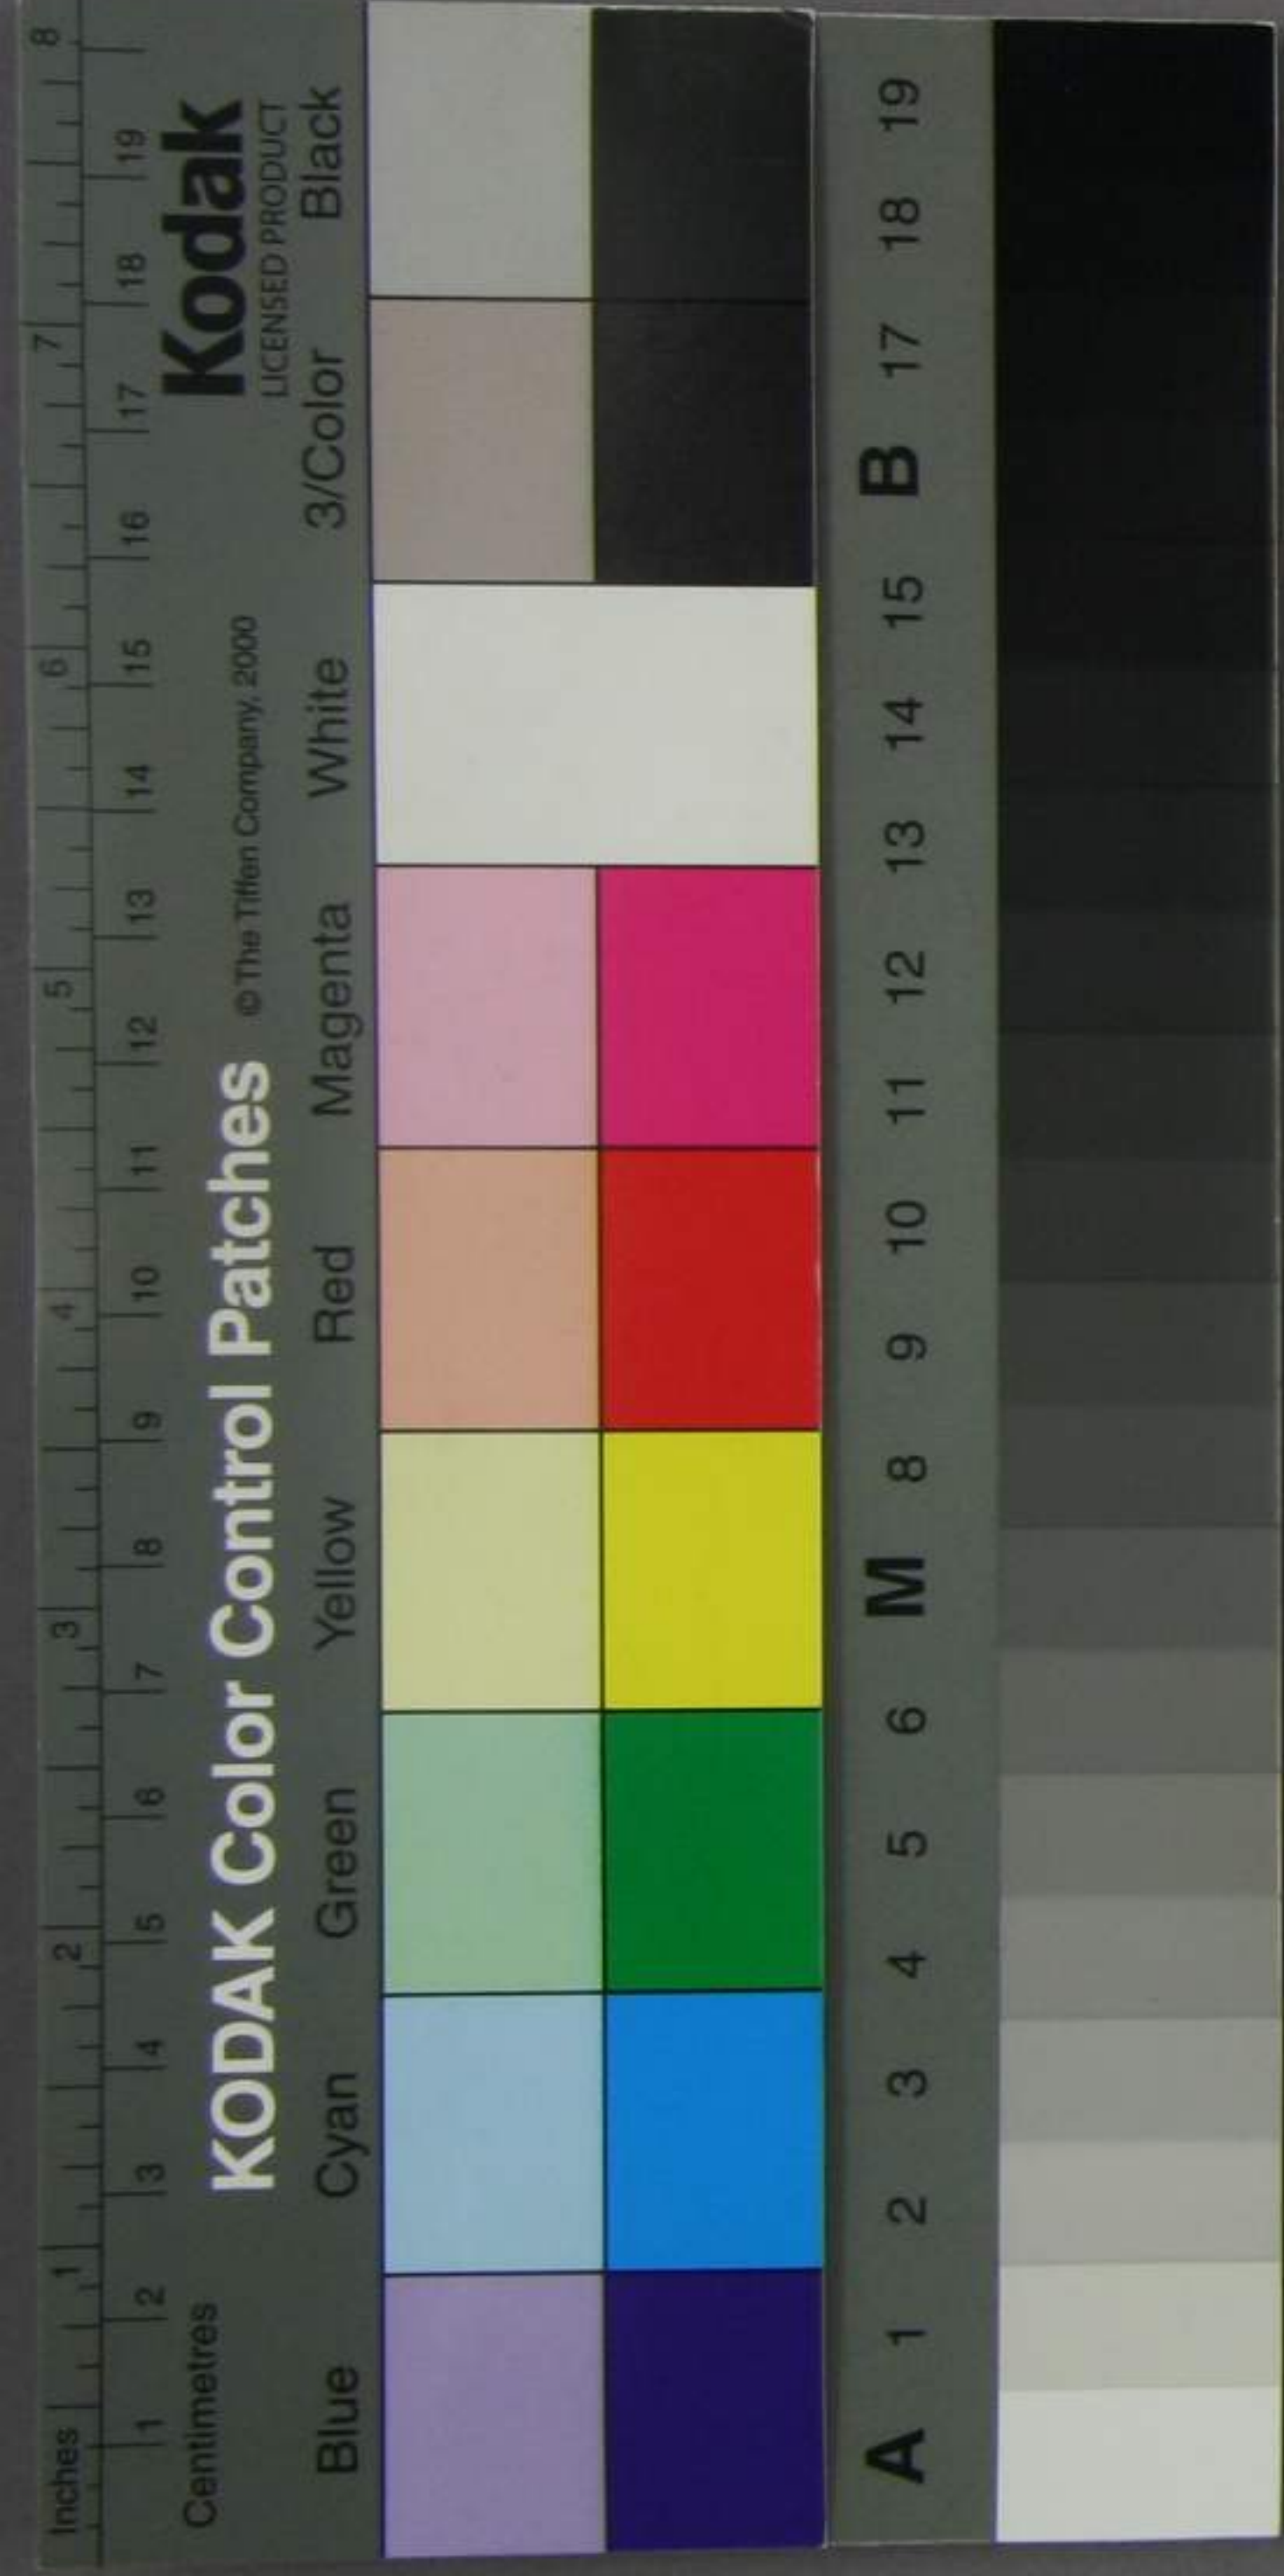 Inches 1 2 3 4 5 6 7 8
1 2 3 4 5 6 7 8 9 10 11 12 13 14 15 16 17 18 19
Centimetres
KODAK Color Control Patches
© The Tiffen Company, 2000
Kodak
LICENSED PRODUCT
Blue Cyan Green Yellow Red Magenta White 3/Color Black
A 1 2 3 4 5 6 M 8 9 10 11 12 13 14 15 B 17 18 19